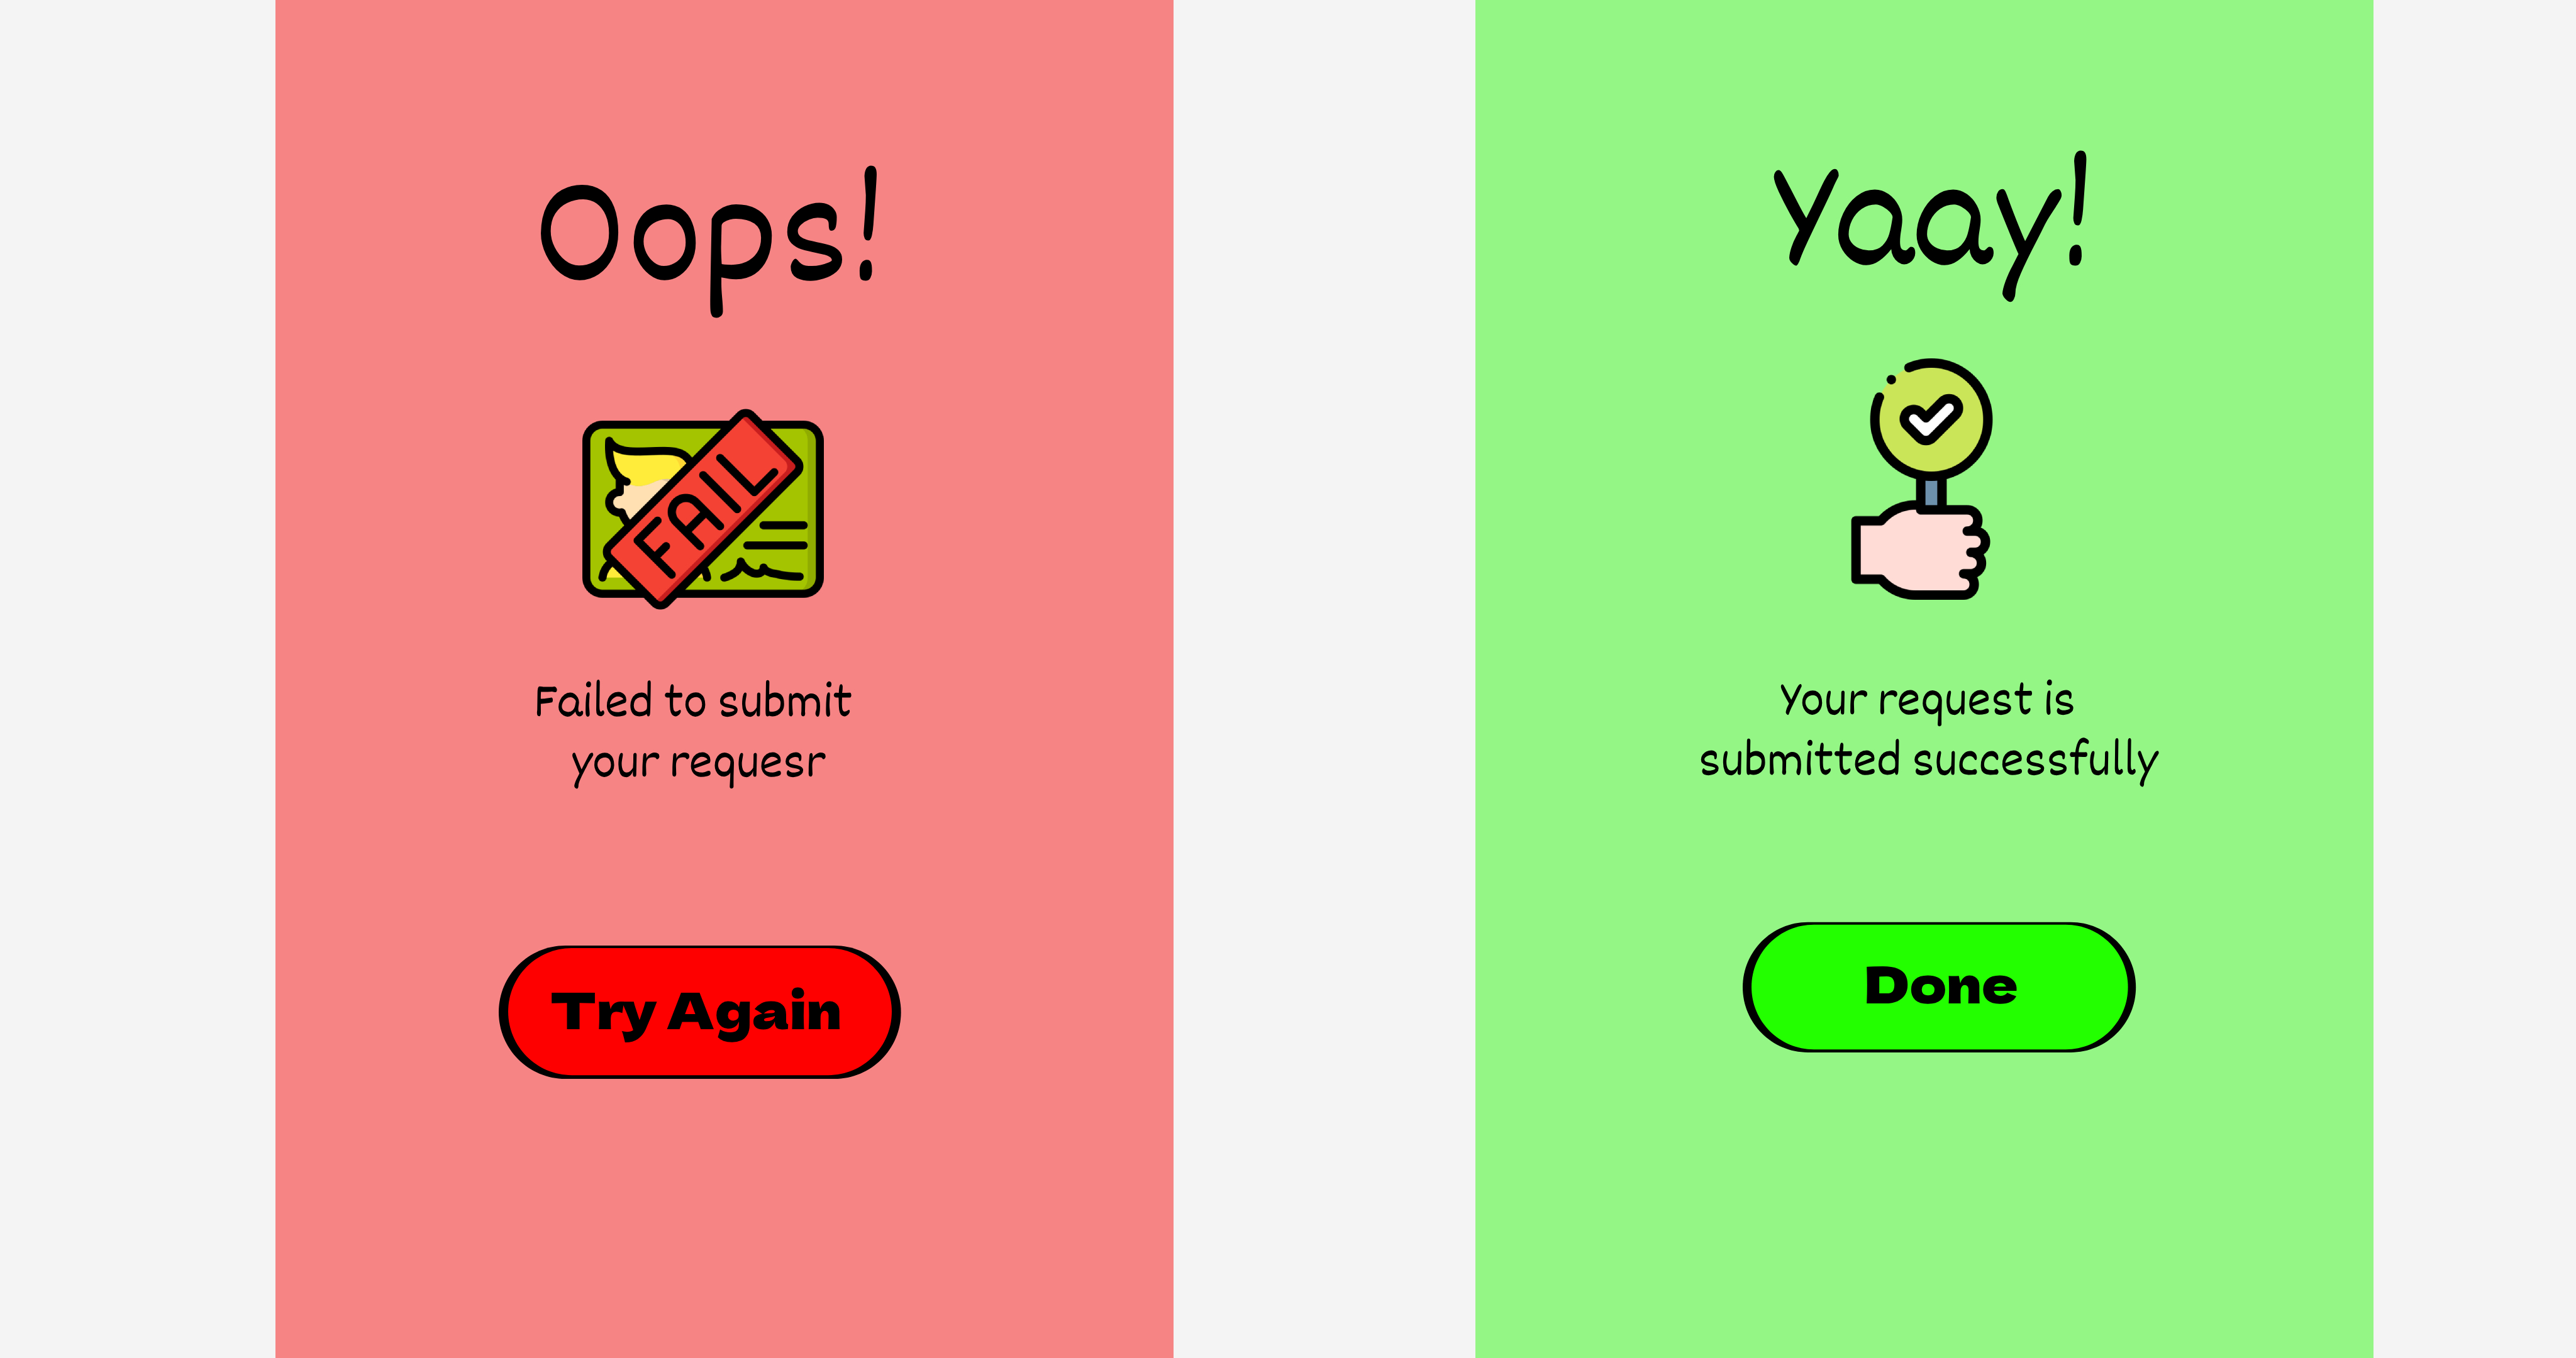 Oops!
FAIL
Failed to submit
your requesr
Try Again
Yaay!
Your request is
submitted successfully
Done